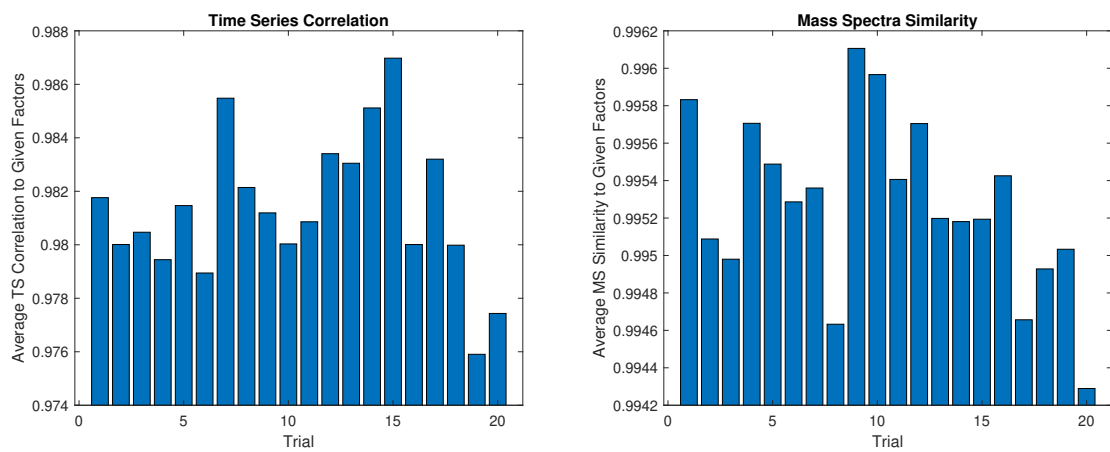 Time Series Correlation
0.988
0.986
0.984
0.982
0.98
0.978
0.976
0.974
Average TS Correlation to Given Factors
0 5 10 15 20
Trial
Mass Spectra Similarity
0.9962
0.996
0.9958
0.9956
0.9954
0.9952
0.995
0.9948
0.9946
0.9944
0.9942
Average MS Similarity to Given Factors
0 5 10 15 20
Trial